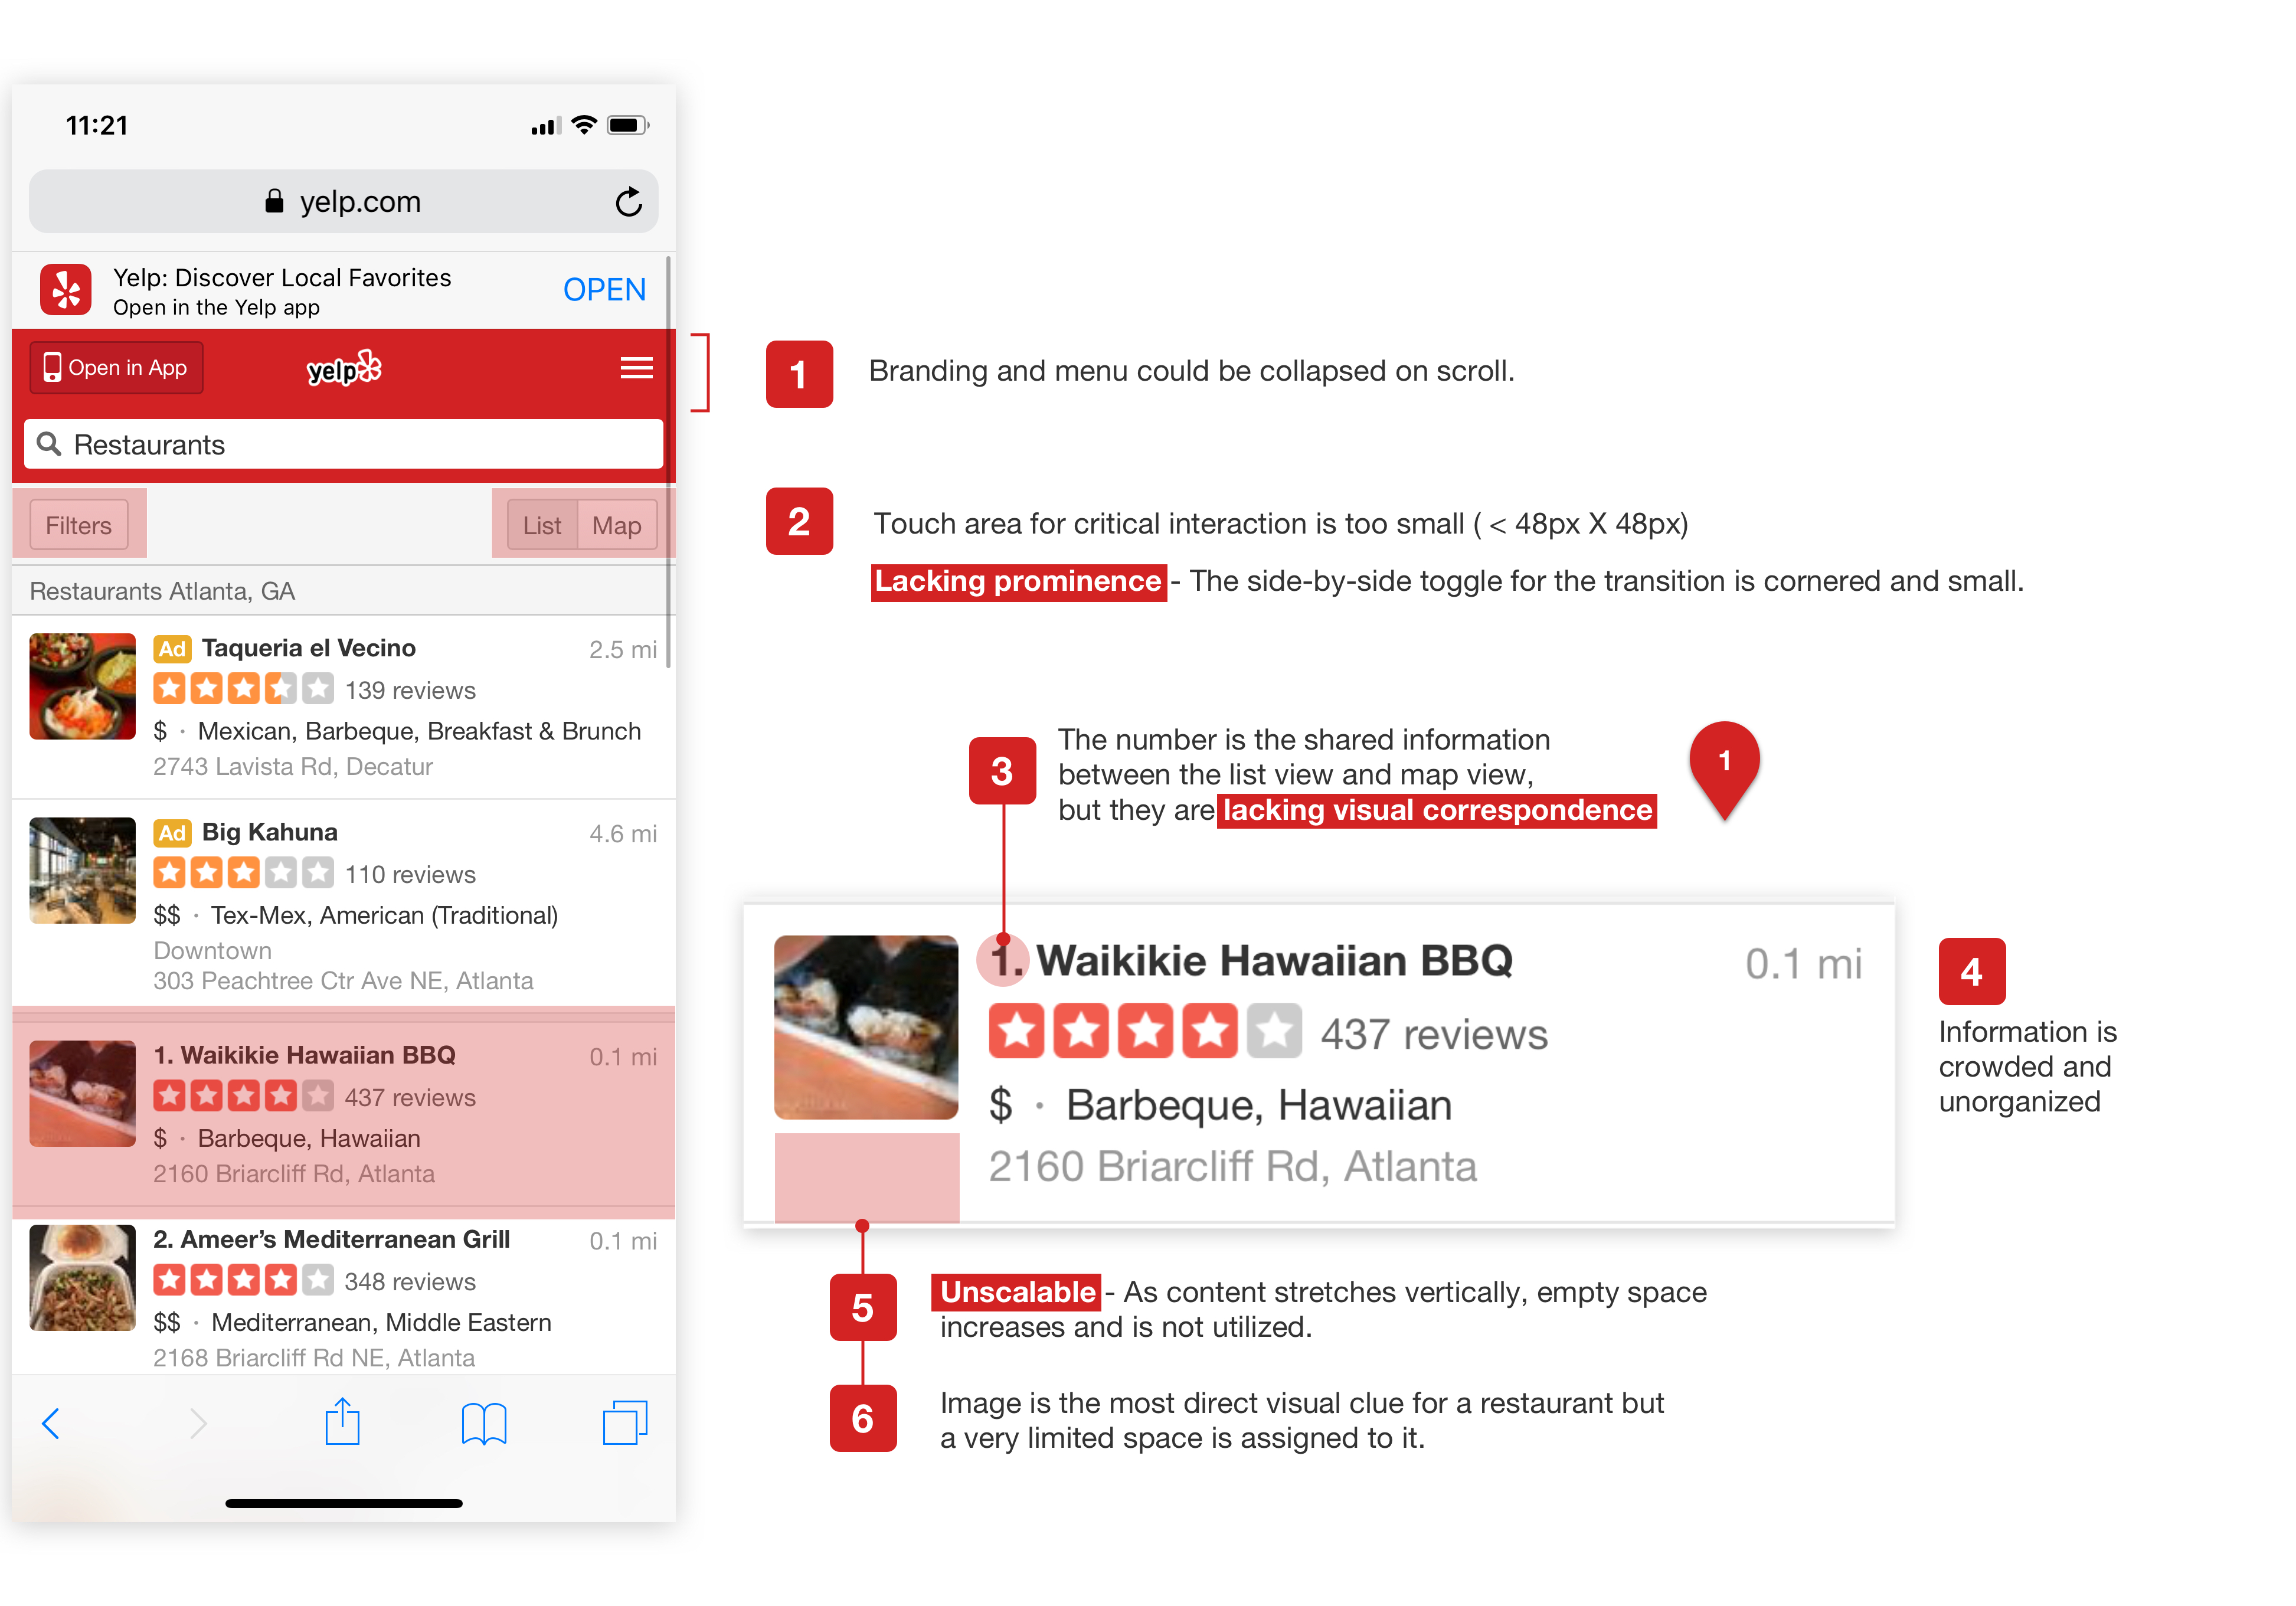 11:21
yelp.com
Yelp: Discover Local Favorites
OPEN
Open in the Yelp app
Open in App
yelp
Restaurants
Filters
List
Map
Restaurants Atlanta, GA
Ad Taqueria el Vecino
2.5 mi
139 reviews
$ · Mexican, Barbeque, Breakfast & Brunch
2743 Lavista Rd, Decatur
Ad Big Kahuna
4.6 mi
110 reviews
$$ · Tex-Mex, American (Traditional)
Downtown
303 Peachtree Ctr Ave NE, Atlanta
1. Waikikie Hawaiian BBQ
0.1 mi
437 reviews
$ · Barbeque, Hawaiian
2160 Briarcliff Rd, Atlanta
2. Ameer’s Mediterranean Grill
0.1 mi
348 reviews
$$ · Mediterranean, Middle Eastern
2168 Briarcliff Rd NE, Atlanta
1
Branding and menu could be collapsed on scroll.
2
Touch area for critical interaction is too small ( < 48px X 48px)
Lacking prominence - The side-by-side toggle for the transition is cornered and small.
3
The number is the shared information
between the list view and map view,
but they are lacking visual correspondence
1
1. Waikikie Hawaiian BBQ
0.1 mi
437 reviews
$ · Barbeque, Hawaiian
2160 Briarcliff Rd, Atlanta
4
Information is
crowded and
unorganized
5
Unscalable - As content stretches vertically, empty space
increases and is not utilized.
6
Image is the most direct visual clue for a restaurant but
a very limited space is assigned to it.